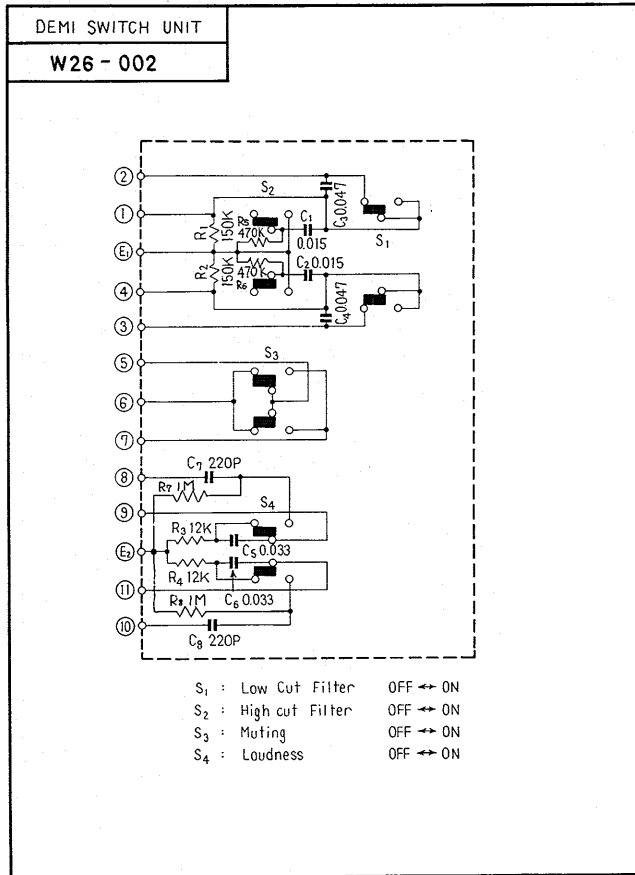 DEMI SWITCH UNIT
W26-002
②
S₂
C₃ 0.047
①
R₁
150K
R₅
470K
C₁
0.015
S₁
E₁
C₂ 0.015
R₂
150K
470K
R₆
④
C₄ 0.047
③
⑤
S₃
⑥
⑦
C₇ 220P
⑧
R₇ 1M
⑨
S₄
R₃ 12K
C₅ 0.033
E₂
R₄ 12K
⑪
R₈ 1M
C₆ 0.033
⑩
C₈ 220P
S₁ : Low Cut Filter OFF ↔ ON
S₂ : High cut Filter OFF ↔ ON
S₃ : Muting OFF ↔ ON
S₄ : Loudness OFF ↔ ON